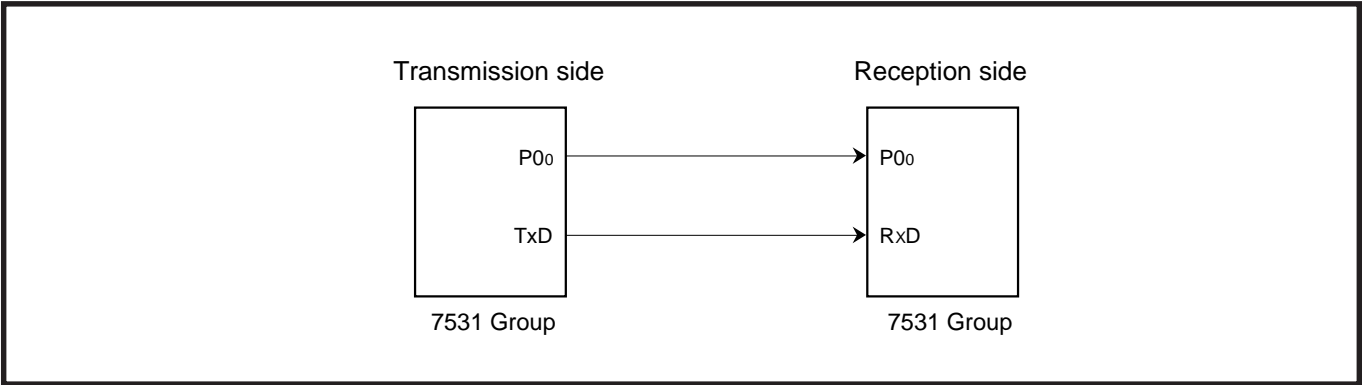 Transmission side
Reception side
P00
P00
TxD
RxD
7531 Group
7531 Group